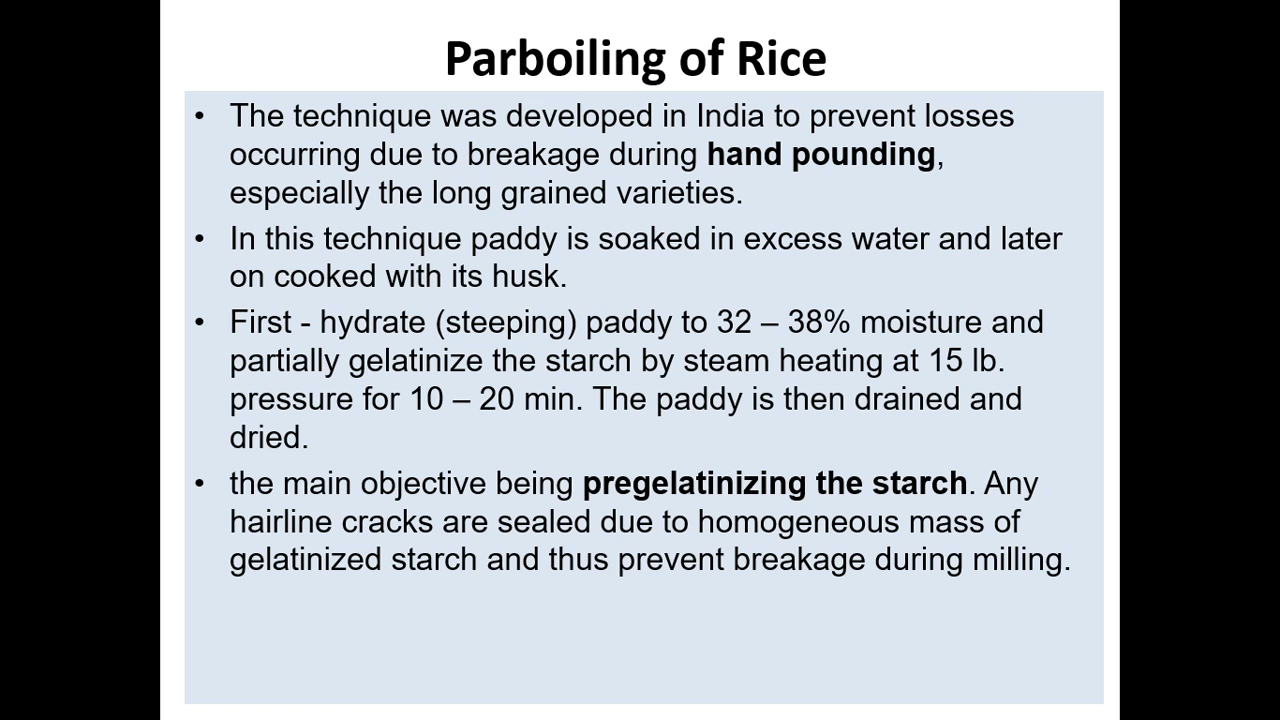 Parboiling of Rice
• The technique was developed in India to prevent losses
occurring due to breakage during hand pounding,
especially the long grained varieties.
• In this technique paddy is soaked in excess water and later
on cooked with its husk.
• First - hydrate (steeping) paddy to 32 – 38% moisture and
partially gelatinize the starch by steam heating at 15 lb.
pressure for 10 – 20 min. The paddy is then drained and
dried.
• the main objective being pregelatinizing the starch. Any
hairline cracks are sealed due to homogeneous mass of
gelatinized starch and thus prevent breakage during milling.